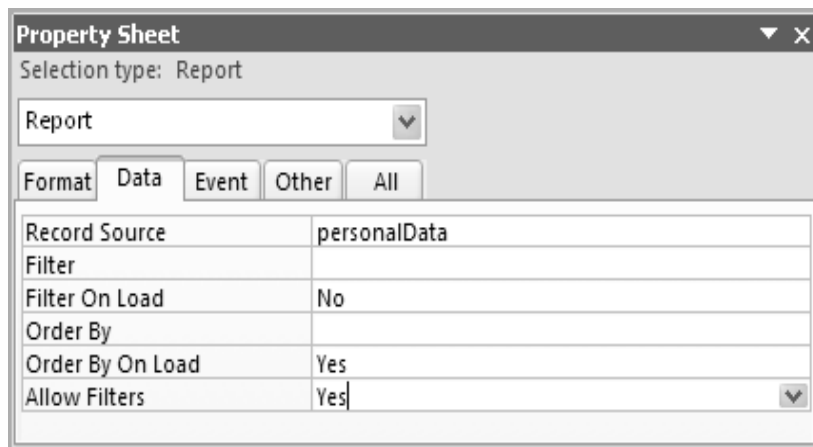 Property Sheet
Selection type: Report
Report
Format Data Event Other All
Record Source personalData
Filter
Filter On Load No
Order By
Order By On Load Yes
Allow Filters Yes